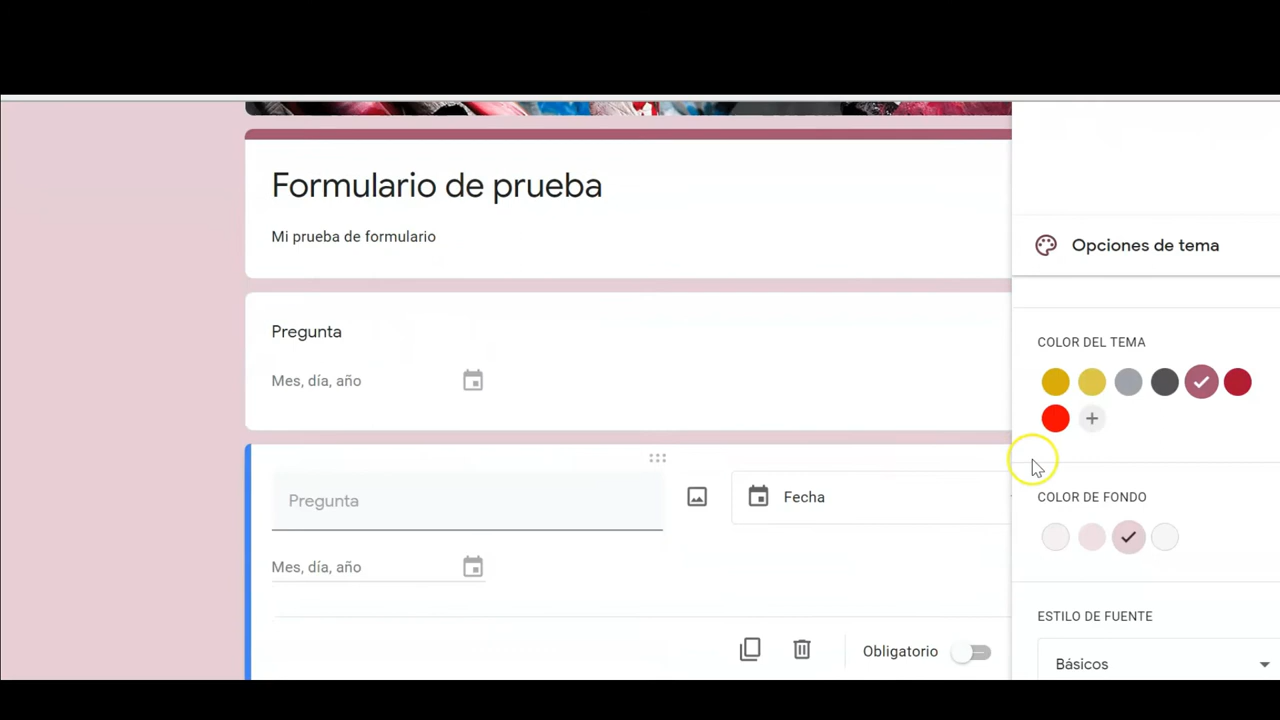 Formulario de prueba
Mi prueba de formulario
Pregunta
Mes, día, año
Pregunta
Fecha
Mes, día, año
Obligatorio
Opciones de tema
COLOR DEL TEMA
COLOR DE FONDO
ESTILO DE FUENTE
Básicos